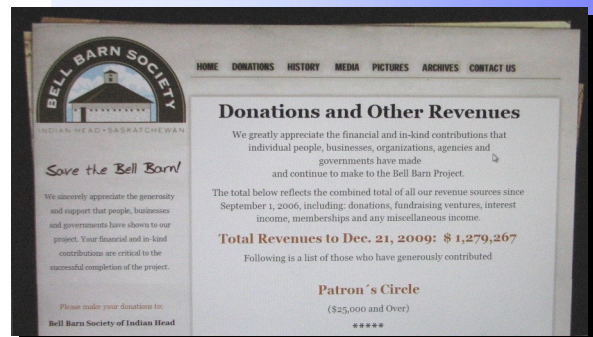 BELL BARN SOCIETY
INDIAN HEAD • SASKATCHEWAN
HOME DONATIONS HISTORY MEDIA PICTURES ARCHIVES CONTACT US
Save the Bell Barn!
We sincerely appreciate the generosity
and support that people, businesses
and governments have shown to our
project. Your financial and in-kind
contributions are critical to the
successful completion of the project.
Please make your donations to:
Bell Barn Society of Indian Head
Donations and Other Revenues
We greatly appreciate the financial and in-kind contributions that
individual people, businesses, organizations, agencies and
governments have made
and continue to make to the Bell Barn Project.
The total below reflects the combined total of all our revenue sources since
September 1, 2006, including: donations, fundraising ventures, interest
income, memberships and any miscellaneous income.
Total Revenues to Dec. 21, 2009: $ 1,279,267
Following is a list of those who have generously contributed
Patron´s Circle
($25,000 and Over)
*****